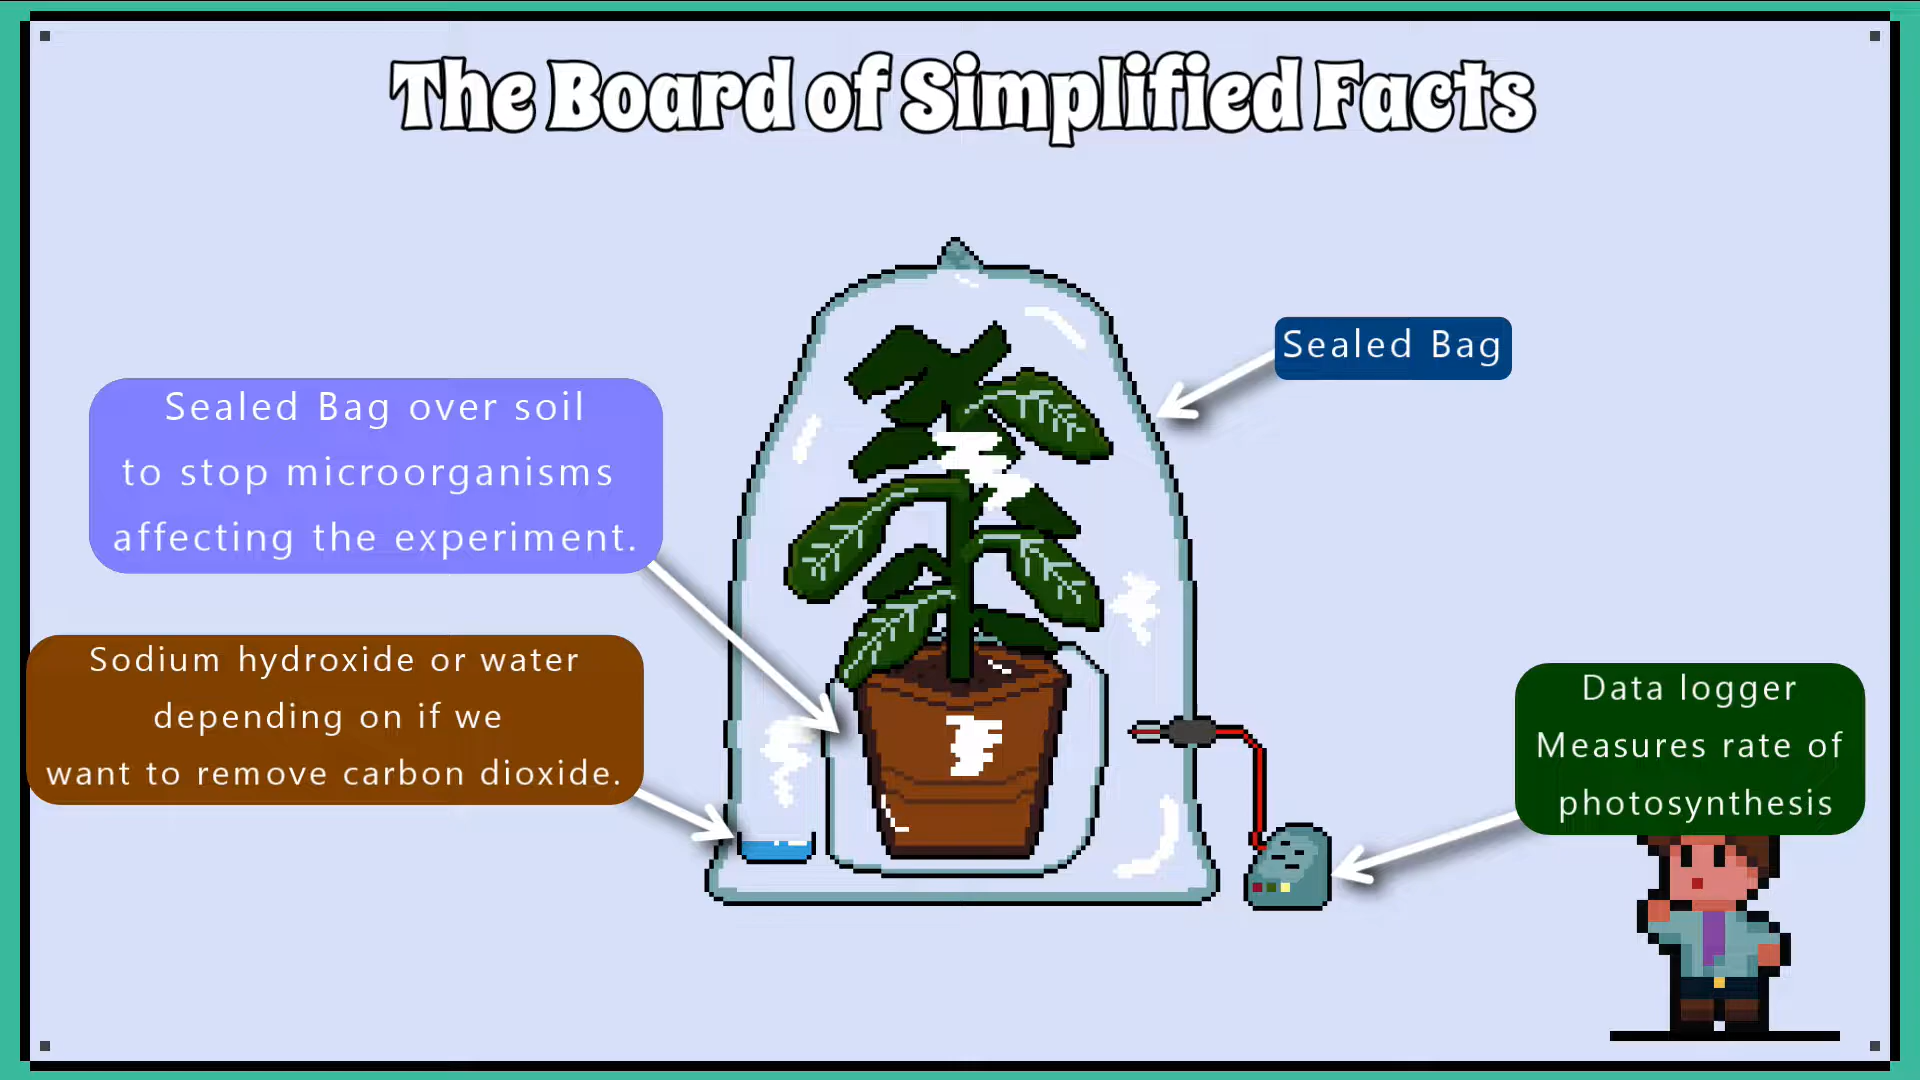 The Board of Simplified Facts
Sealed Bag
Sealed Bag over soil
to stop microorganisms
affecting the experiment.
Sodium hydroxide or water
depending on if we
want to remove carbon dioxide.
Data logger
Measures rate of
photosynthesis